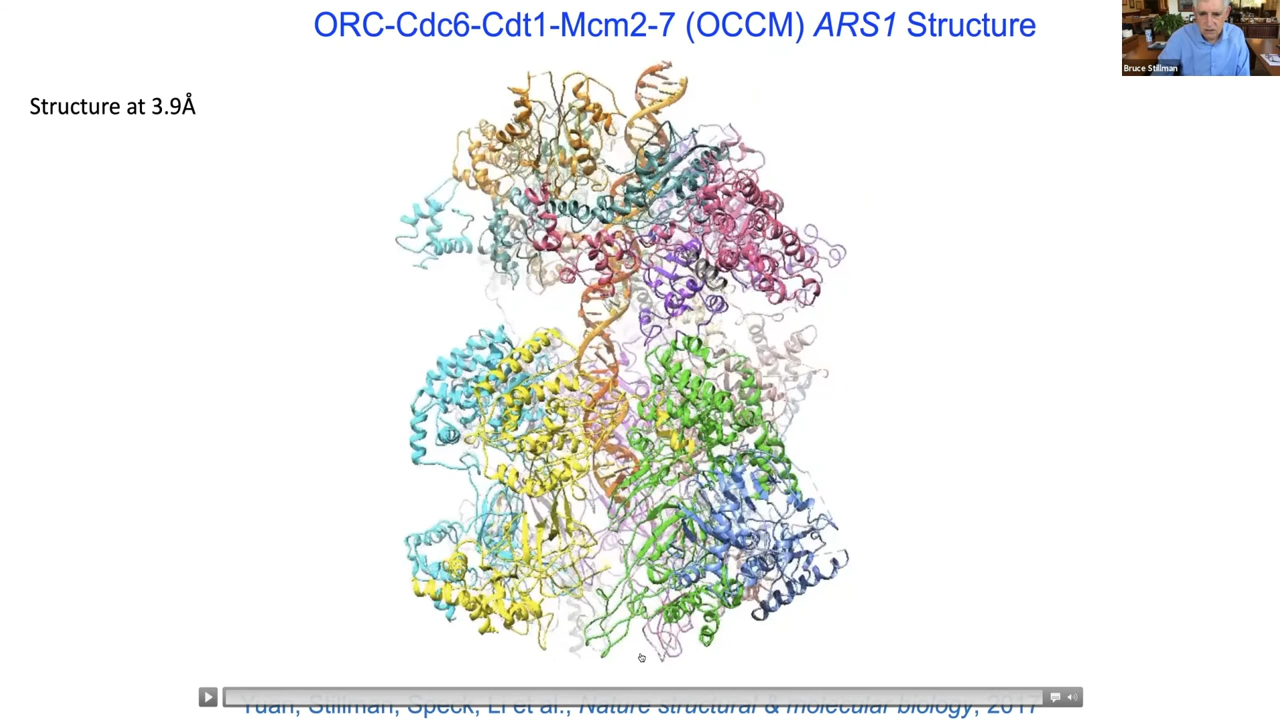 ORC-Cdc6-Cdt1-Mcm2-7 (OCCM) ARS1 Structure
Bruce Stillman
Structure at 3.9Å
Yuan, Stillman, Speck, Li et al., Nature structural & molecular biology, 2017